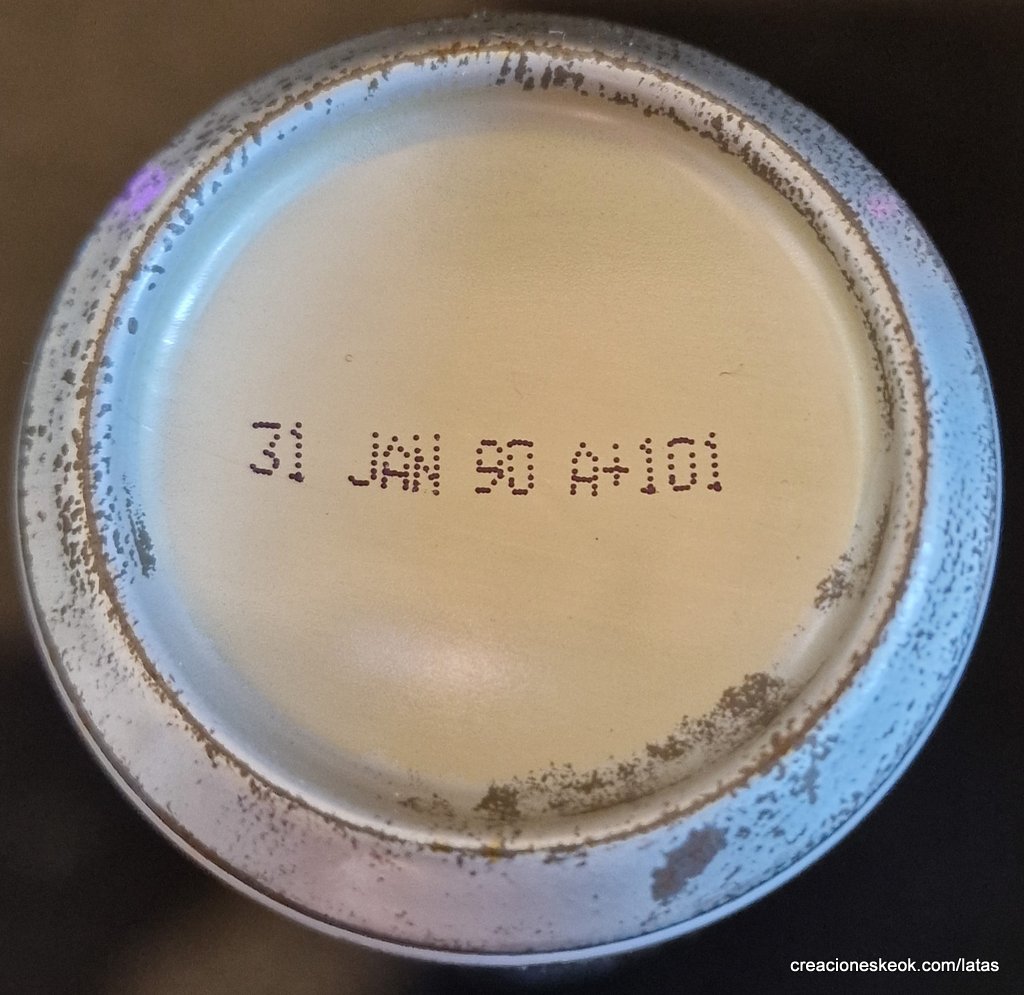 31 JAN 90 A+101
creacioneskeok.com/latas